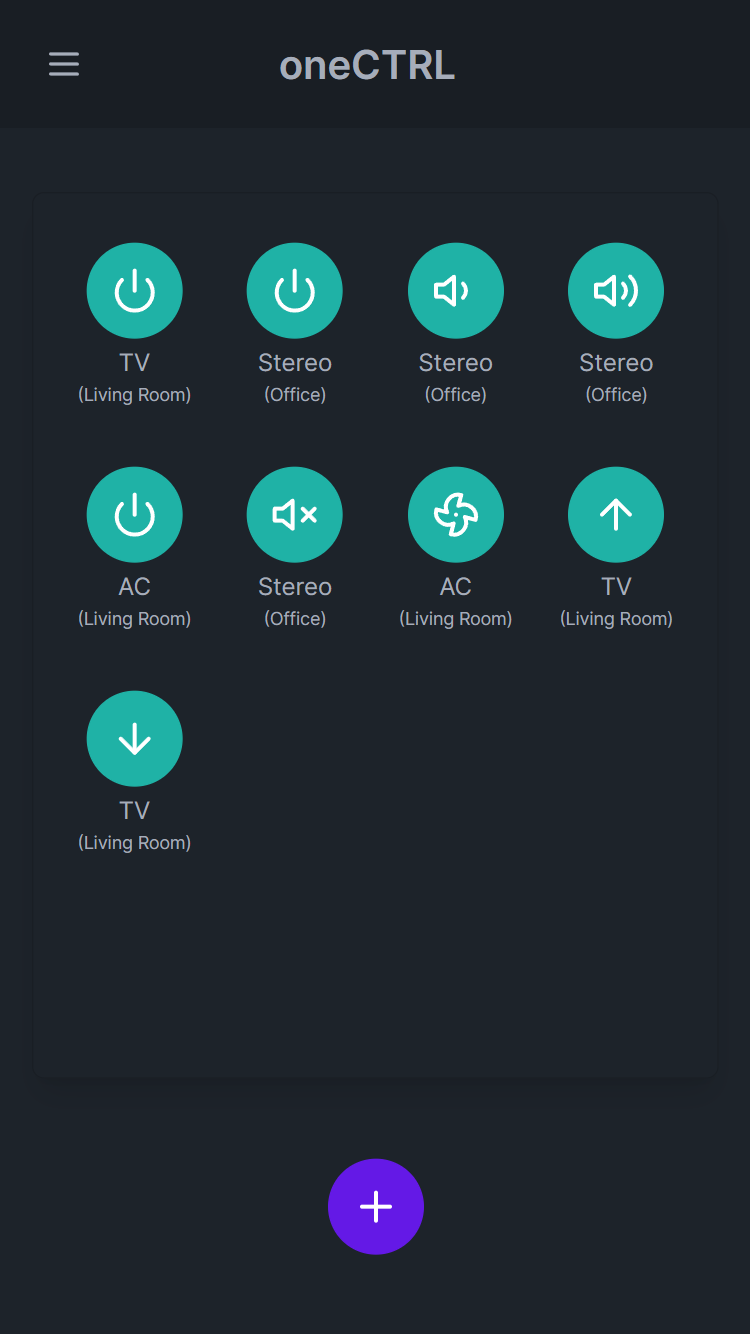 oneCTRL
TV
(Living Room)
Stereo
(Office)
Stereo
(Office)
Stereo
(Office)
AC
(Living Room)
Stereo
(Office)
AC
(Living Room)
TV
(Living Room)
TV
(Living Room)